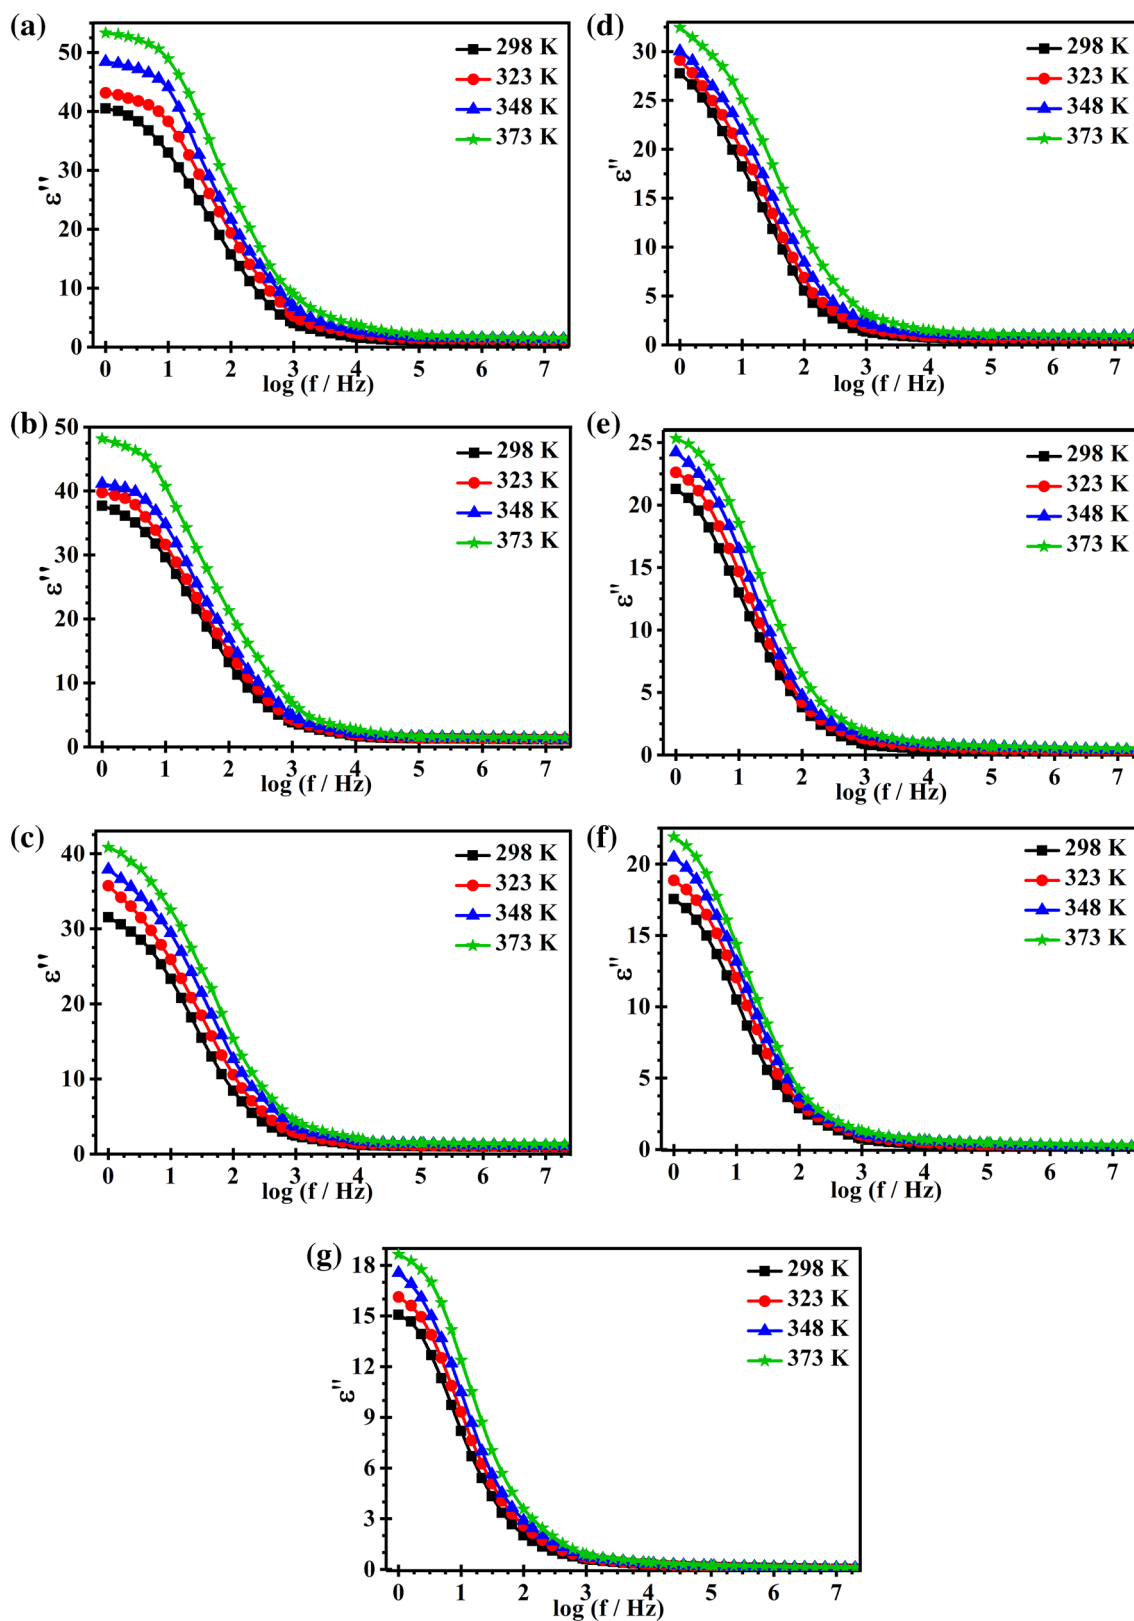 (a)
50
40
30
20
10
0
ε''
298 K
323 K
348 K
373 K
0 1 2 3 4 5 6 7
log (f / Hz)
(d)
30
25
20
15
10
5
0
ε''
298 K
323 K
348 K
373 K
0 1 2 3 4 5 6 7
log (f / Hz)
(b)
50
40
30
20
10
0
ε''
298 K
323 K
348 K
373 K
0 1 2 3 4 5 6 7
log (f / Hz)
(e)
25
20
15
10
5
0
ε''
298 K
323 K
348 K
373 K
0 1 2 3 4 5 6 7
log (f / Hz)
(c)
40
30
20
10
0
ε''
298 K
323 K
348 K
373 K
0 1 2 3 4 5 6 7
log (f / Hz)
(f)
20
15
10
5
0
ε''
298 K
323 K
348 K
373 K
0 1 2 3 4 5 6 7
log (f / Hz)
(g)
18
15
12
9
6
3
0
ε''
298 K
323 K
348 K
373 K
0 1 2 3 4 5 6 7
log (f / Hz)